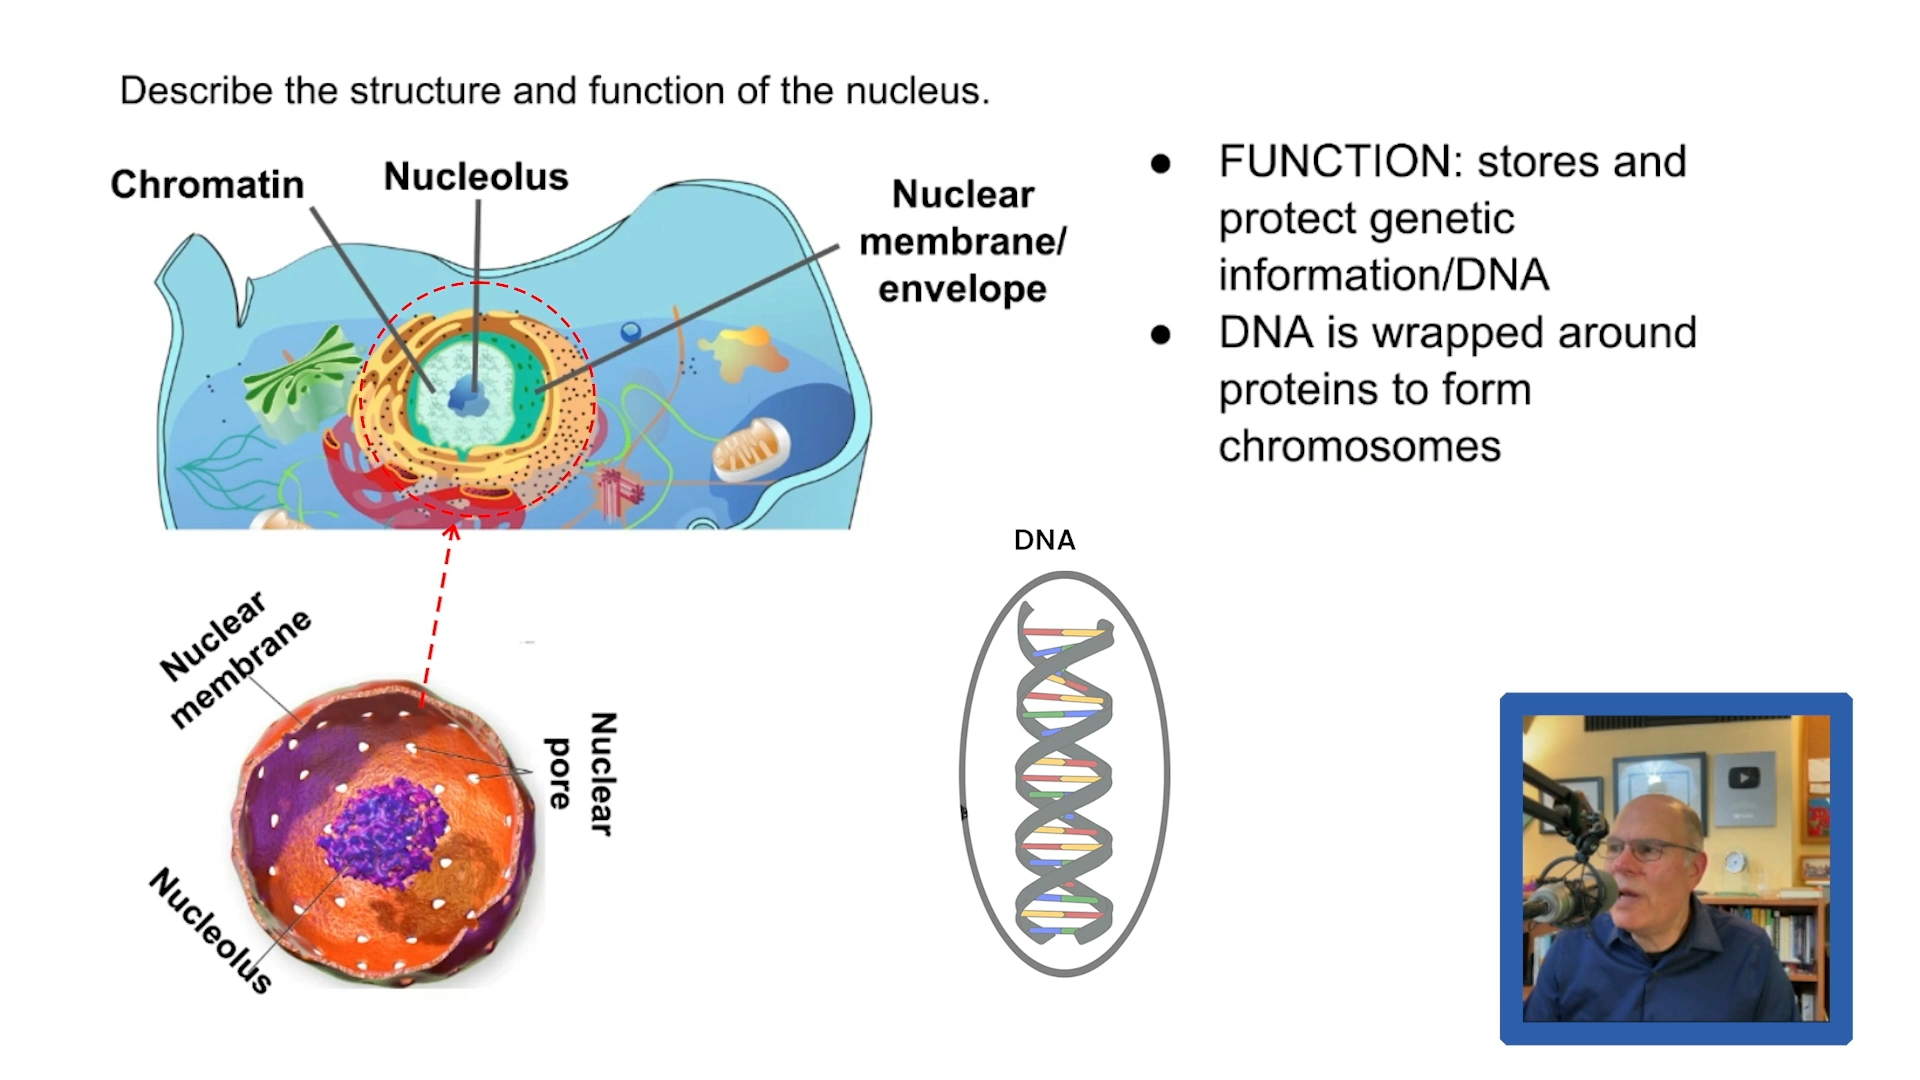 Describe the structure and function of the nucleus.
Chromatin
Nucleolus
Nuclear
membrane/
envelope
● FUNCTION: stores and
protect genetic
information/DNA
● DNA is wrapped around
proteins to form
chromosomes
DNA
Nuclear
membrane
Nuclear
pore
Nucleolus